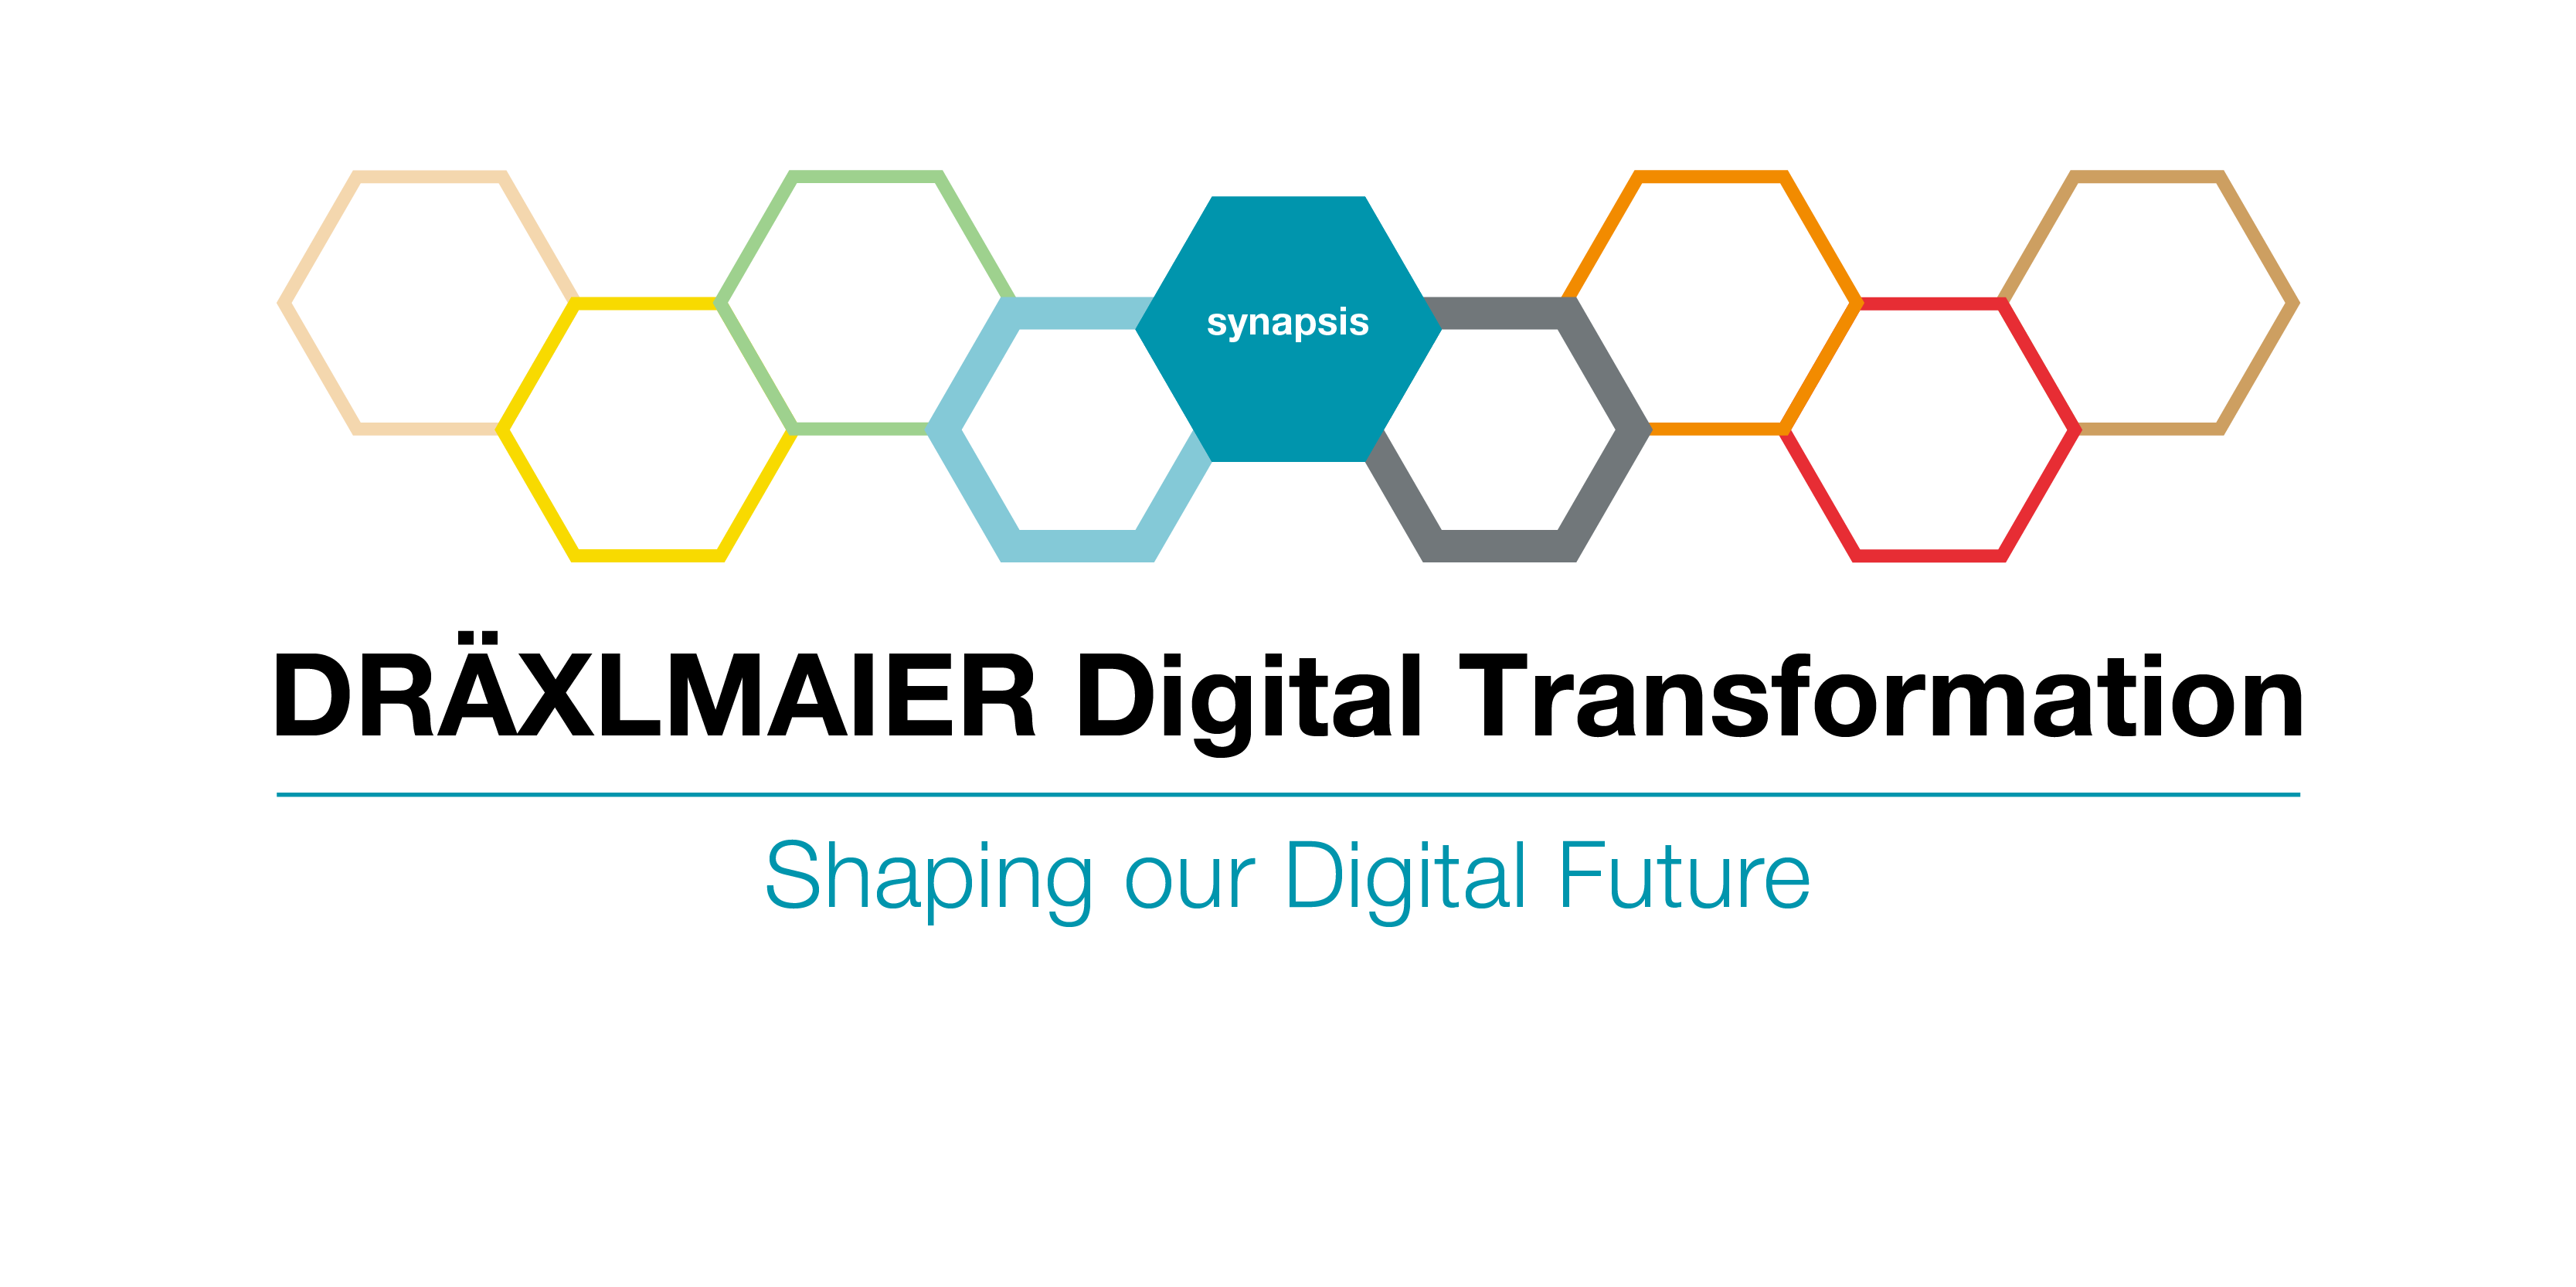 synapsis
DRÄXLMAIER Digital Transformation
Shaping our Digital Future